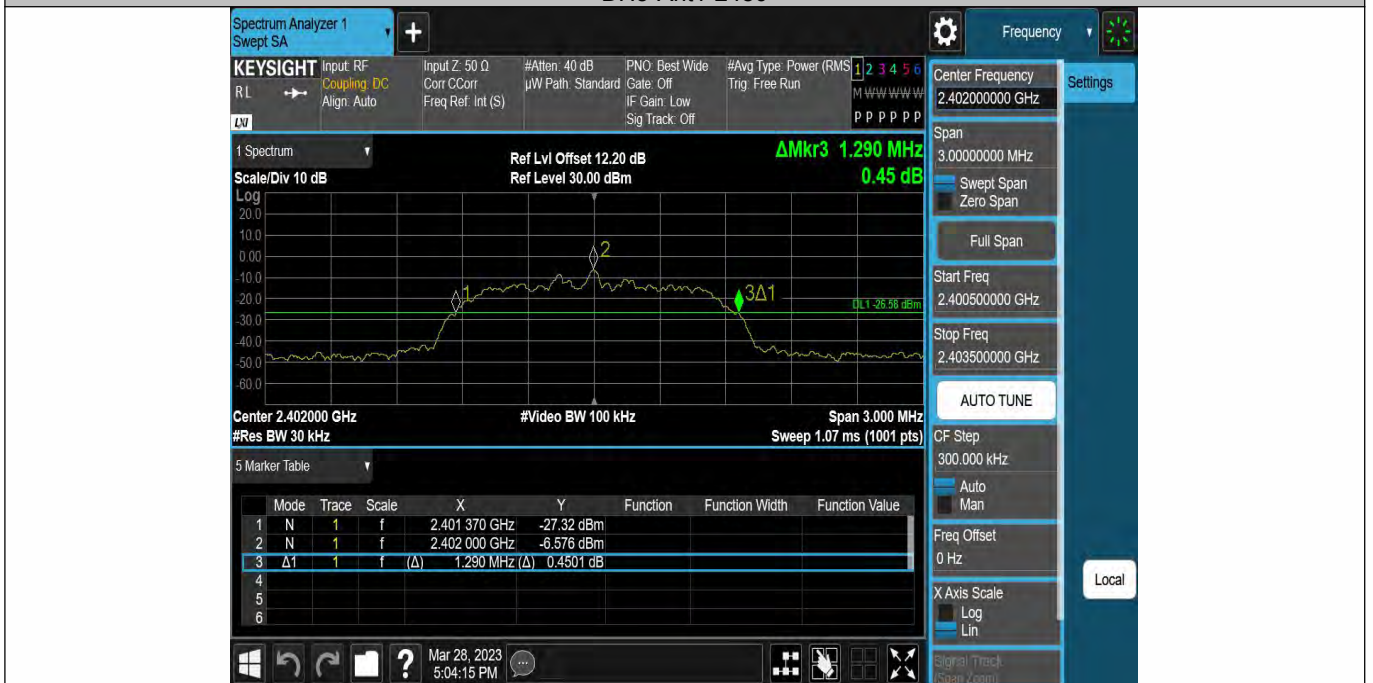 Spectrum Analyzer 1
Swept SA
+
Frequency
KEYSIGHT
RL
LXI
Input: RF
Coupling: DC
Align: Auto
Input Z: 50 Ω
Corr CCorr
Freq Ref: Int (S)
#Atten: 40 dB
µW Path: Standard
PNO: Best Wide
Gate: Off
IF Gain: Low
Sig Track: Off
#Avg Type: Power (RMS
Trig: Free Run
1 2 3 4 5 6
M W W W W W
P P P P P P
1 Spectrum
Scale/Div 10 dB
Ref Lvl Offset 12.20 dB
Ref Level 30.00 dBm
ΔMkr3 1.290 MHz
0.45 dB
Log
20.0
10.0
0.00
-10.0
-20.0
-30.0
-40.0
-50.0
-60.0
1
2
3Δ1
DL1 -26.58 dBm
Center 2.402000 GHz
#Res BW 30 kHz
#Video BW 100 kHz
Span 3.000 MHz
Sweep 1.07 ms (1001 pts)
5 Marker Table
Mode Trace Scale X Y Function Function Width Function Value
1 N 1 f 2.401 370 GHz -27.32 dBm
2 N 1 f 2.402 000 GHz -6.576 dBm
3 Δ1 1 f (Δ) 1.290 MHz (Δ) 0.4501 dB
4
5
6
Mar 28, 2023
5:04:15 PM
Center Frequency
2.402000000 GHz
Settings
Span
3.00000000 MHz
Swept Span
Zero Span
Full Span
Start Freq
2.400500000 GHz
Stop Freq
2.403500000 GHz
AUTO TUNE
CF Step
300.000 kHz
Auto
Man
Freq Offset
0 Hz
X Axis Scale
Log
Lin
Signal Track
(Span Zoom)
Local